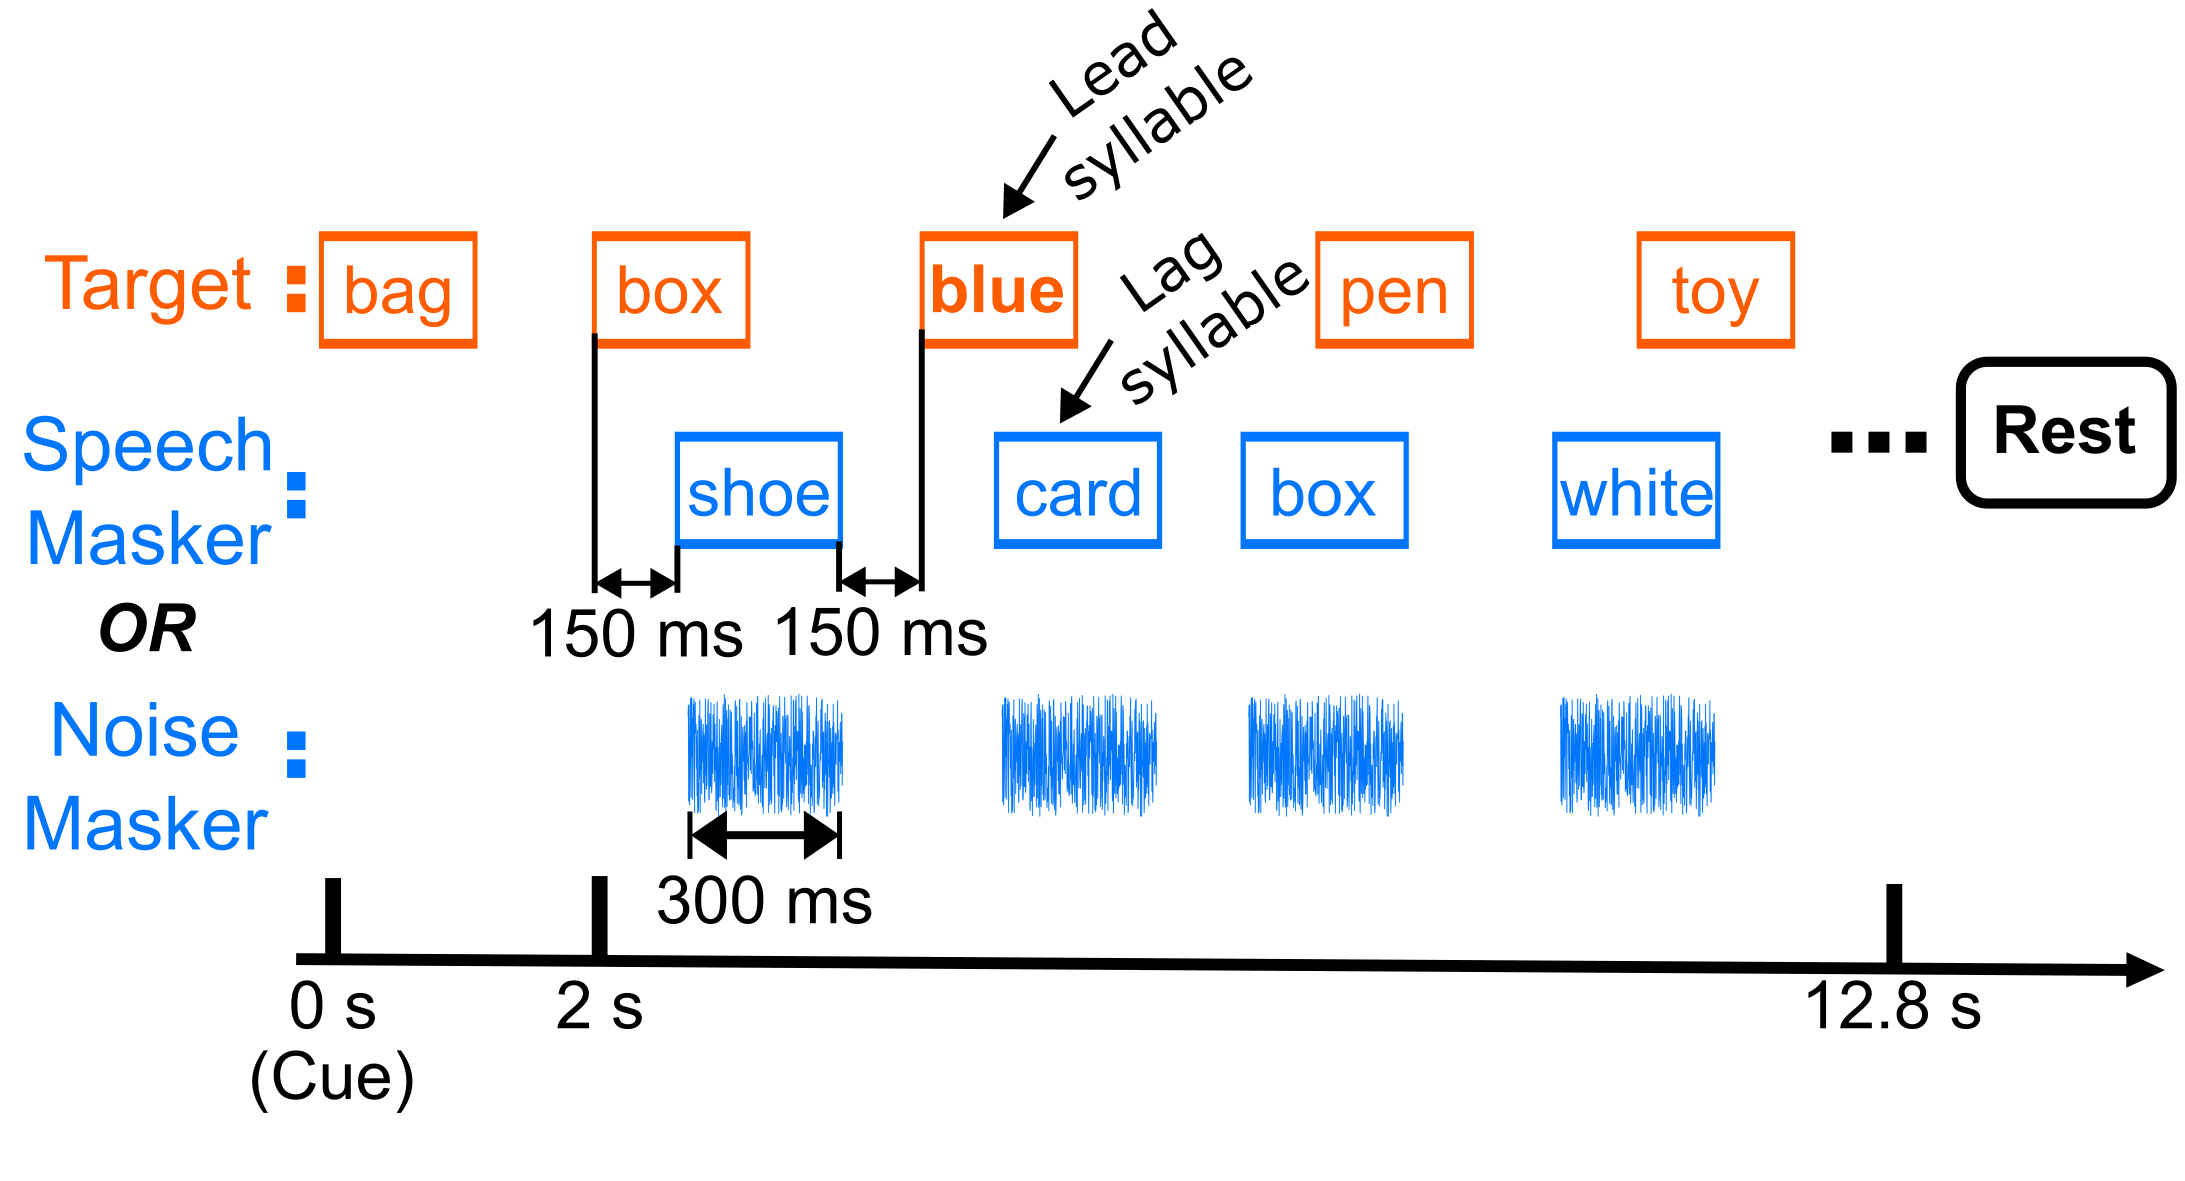 Lead
syllable
Target : bag box blue pen toy
Lag
syllable
Speech
Masker :
shoe card box white
... Rest
OR
150 ms 150 ms
Noise
Masker :
300 ms
0 s 2 s 12.8 s
(Cue)